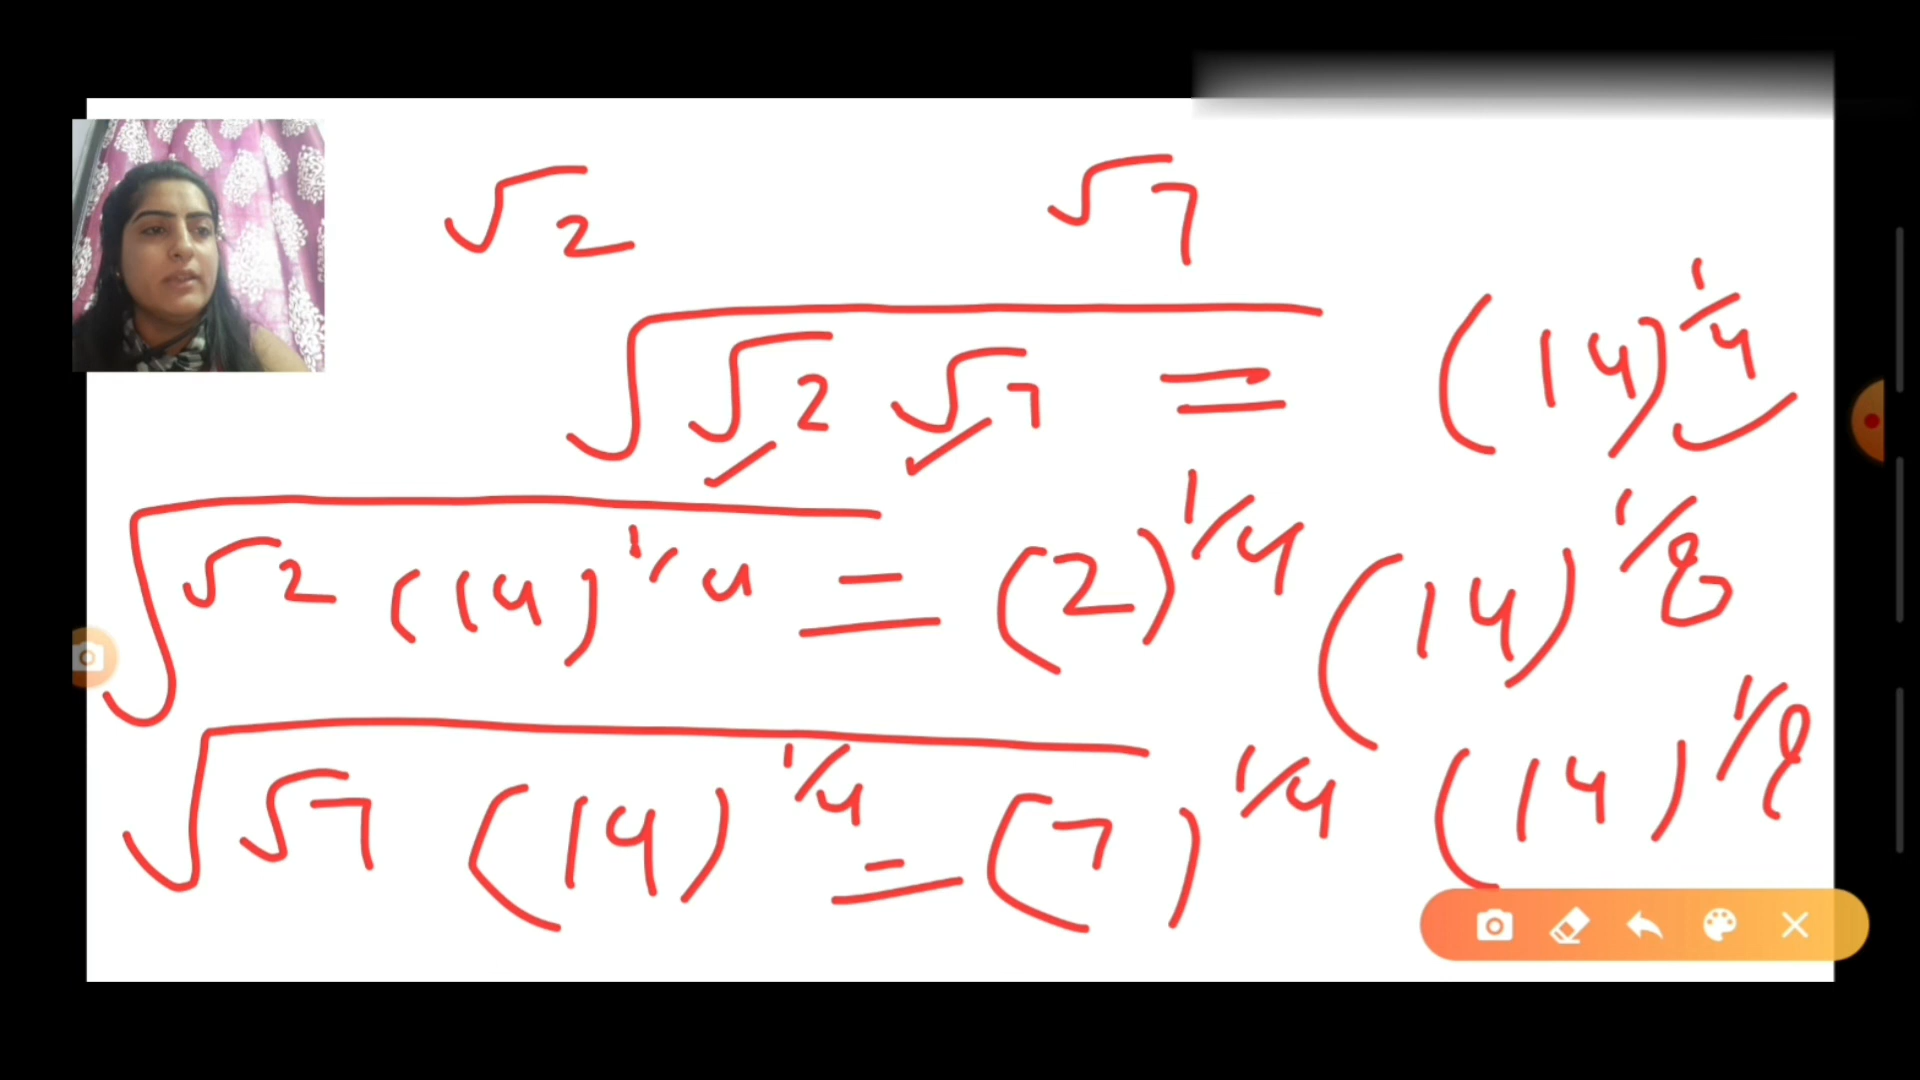 √2 √7
√(√2 √7) = (14)^1/4
√(√2 (14)^1/4) = (2)^1/4 (14)^1/8
√(√7 (14)^1/4) = (7)^1/4 (14)^1/8